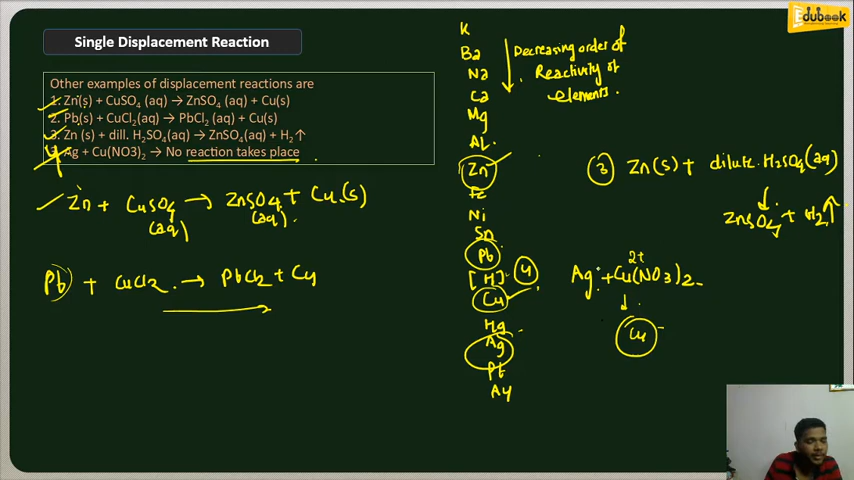 Edubook
Single Displacement Reaction
Other examples of displacement reactions are
1. Zn(s) + CuSO4 (aq) → ZnSO4 (aq) + Cu(s)
2. Pb(s) + CuCl2(aq) → PbCl2 (aq) + Cu(s)
3. Zn (s) + dill. H2SO4(aq) → ZnSO4(aq) + H2↑
4 Ag + Cu(NO3)2 → No reaction takes place
Zn + CuSO4 → ZnSO4 + Cu(s)
(aq) (aq)
Pb + CuCl2 → PbCl2 + Cu
K
Ba
Na
Ca
Mg
Al
Zn
Fe
Ni
Sn
Pb
[H]
Cu
Hg
Ag
Pt
Au
Decreasing order of
Reactivity of
elements.
③ Zn(s) + dilute. H2SO4(aq)
↓
ZnSO4 + H2↑
④ Ag + Cu(NO3)2
2+
↓
Cu